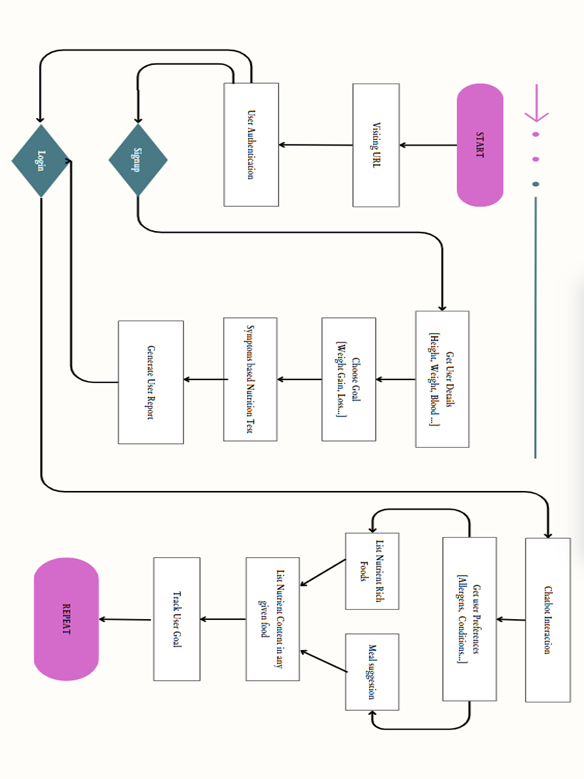 START
Visiting URL
User Authentication
Signup
Login
Get User Details
[Height, Weight, Blood ...]
Choose Goal
[Weight Gain, Loss...]
Symptoms based Nutrition Test
Generate User Report
Chatbot Interaction
Get user Preferences
[Allergens, Conditions...]
List Nutrient Rich
Foods
Meal suggestion
List Nutrient Content in any
given food
Track User Goal
REPEAT